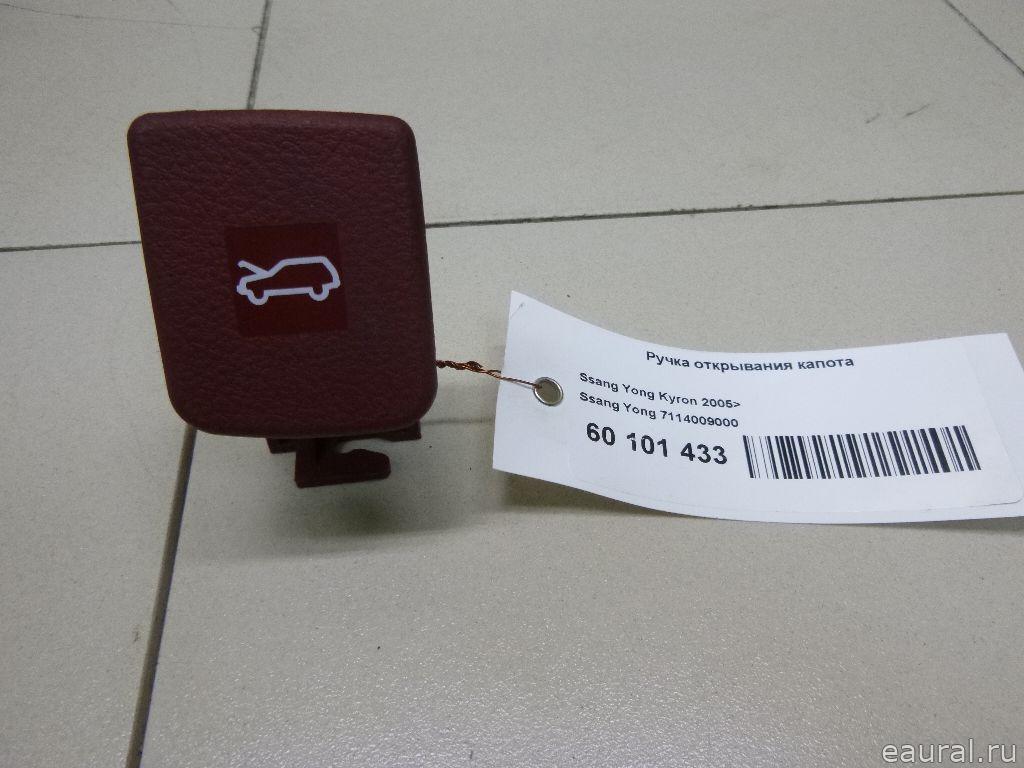 Ручка открывания капота
Ssang Yong Kyron 2005>
Ssang Yong 7114009000
60 101 433
eaural.ru